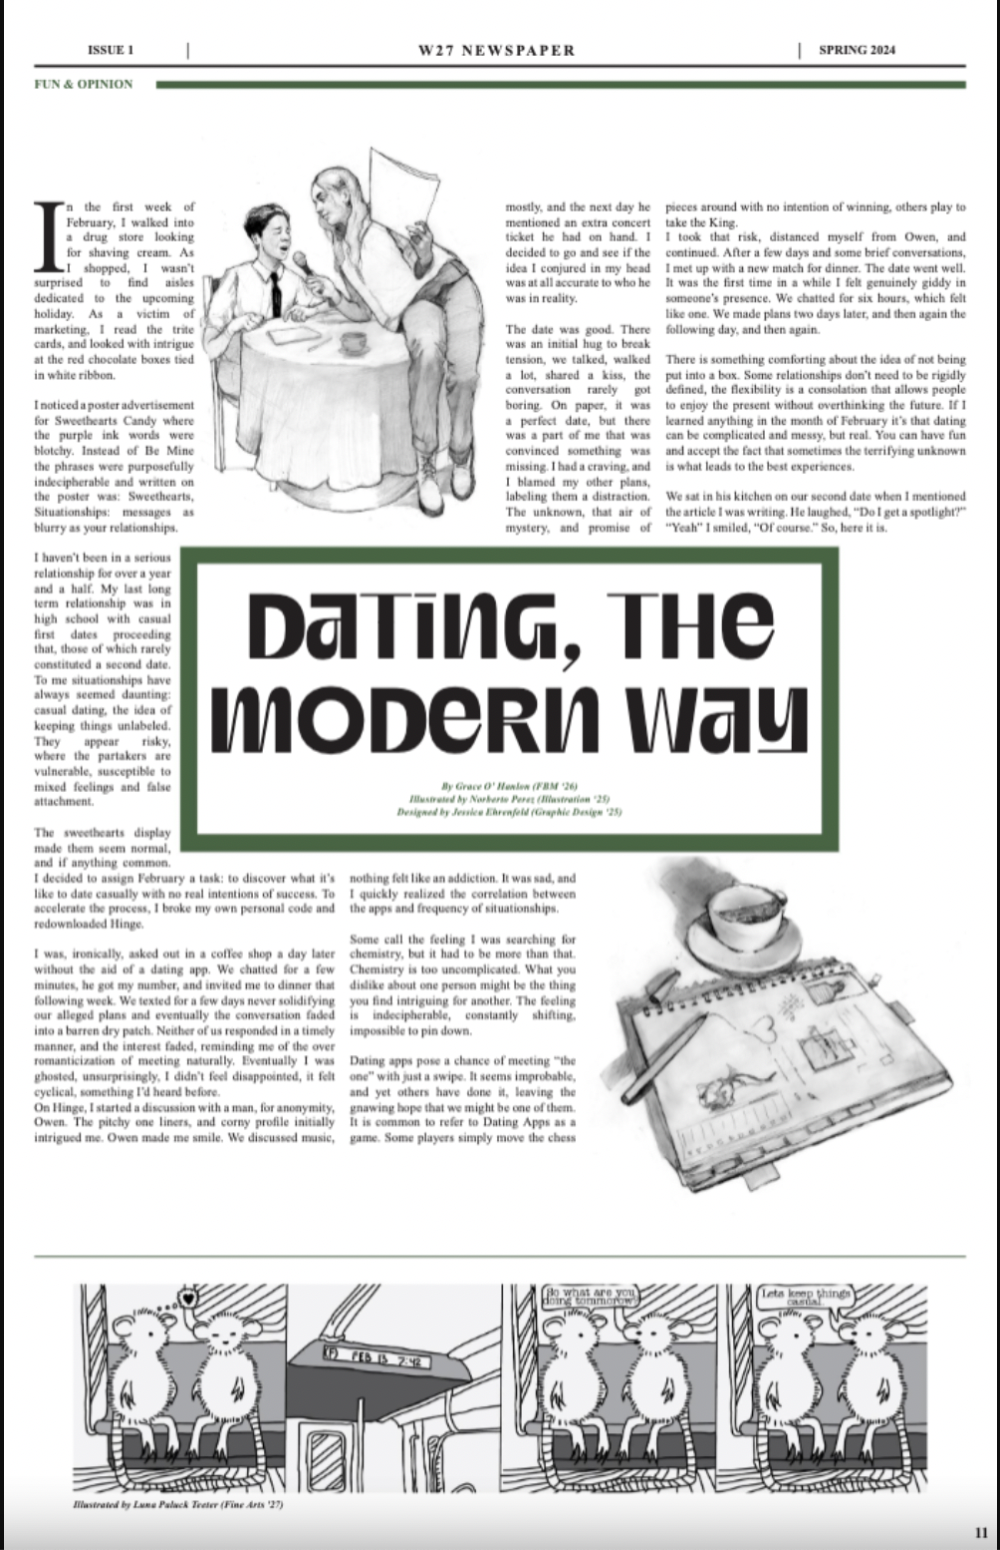 ISSUE 1
W27 NEWSPAPER
SPRING 2024
FUN & OPINION
In the first week of
February, I walked into
a drug store looking
for shaving cream. As
I shopped, I wasn't
surprised to find aisles
dedicated to the upcoming
holiday. As a victim of
marketing, I read the trite
cards, and looked with intrigue
at the red chocolate boxes tied
in white ribbon.
I noticed a poster advertisement
for Sweethearts Candy where
the purple ink words were
blotchy. Instead of Be Mine
the phrases were purposefully
indecipherable and written on
the poster was: Sweethearts,
Situationships: messages as
blurry as your relationships.
I haven't been in a serious
relationship for over a year
and a half. My last long
term relationship was in
high school with casual
first dates proceeding
that, those of which rarely
constituted a second date.
To me situationships have
always seemed daunting:
casual dating, the idea of
keeping things unlabeled.
They appear risky,
where the partakers are
vulnerable, susceptible to
mixed feelings and false
attachment.
The sweethearts display
made them seem normal,
and if anything common.
I decided to assign February a task: to discover what it's
like to date casually with no real intentions of success. To
accelerate the process, I broke my own personal code and
redownloaded Hinge.
I was, ironically, asked out in a coffee shop a day later
without the aid of a dating app. We chatted for a few
minutes, he got my number, and invited me to dinner that
following week. We texted for a few days never solidifying
our alleged plans and eventually the conversation faded
into a barren dry patch. Neither of us responded in a timely
manner, and the interest faded, reminding me of the over
romanticization of meeting naturally. Eventually I was
ghosted, unsurprisingly, I didn't feel disappointed, it felt
cyclical, something I'd heard before.
On Hinge, I started a discussion with a man, for anonymity,
Owen. The pitchy one liners, and corny profile initially
intrigued me. Owen made me smile. We discussed music,
mostly, and the next day he
mentioned an extra concert
ticket he had on hand. I
decided to go and see if the
idea I conjured in my head
was at all accurate to who he
was in reality.
The date was good. There
was an initial hug to break
tension, we talked, walked
a lot, shared a kiss, the
conversation rarely got
boring. On paper, it was
a perfect date, but there
was a part of me that was
convinced something was
missing. I had a craving, and
I blamed my other plans,
labeling them a distraction.
The unknown, that air of
mystery, and promise of
nothing felt like an addiction. It was sad, and
I quickly realized the correlation between
the apps and frequency of situationships.
Some call the feeling I was searching for
chemistry, but it had to be more than that.
Chemistry is too uncomplicated. What you
dislike about one person might be the thing
you find intriguing for another. The feeling
is indecipherable, constantly shifting,
impossible to pin down.
Dating apps pose a chance of meeting "the
one" with just a swipe. It seems improbable,
and yet others have done it, leaving the
gnawing hope that we might be one of them.
It is common to refer to Dating Apps as a
game. Some players simply move the chess
pieces around with no intention of winning, others play to
take the King.
I took that risk, distanced myself from Owen, and
continued. After a few days and some brief conversations,
I met up with a new match for dinner. The date went well.
It was the first time in a while I felt genuinely giddy in
someone's presence. We chatted for six hours, which felt
like one. We made plans two days later, and then again the
following day, and then again.
There is something comforting about the idea of not being
put into a box. Some relationships don't need to be rigidly
defined, the flexibility is a consolation that allows people
to enjoy the present without overthinking the future. If I
learned anything in the month of February it's that dating
can be complicated and messy, but real. You can have fun
and accept the fact that sometimes the terrifying unknown
is what leads to the best experiences.
We sat in his kitchen on our second date when I mentioned
the article I was writing. He laughed, "Do I get a spotlight?"
"Yeah" I smiled, "Of course." So, here it is.
DATING, THE
MODERN WAY
By Grace O' Hanlon (FBM '26)
Illustrated by Norberto Perez (Illustration '25)
Designed by Jessica Ehrenfeld (Graphic Design '25)
FEB 13 7:42
So what are you
doing tommorow?
Lets keep things
casual.
Illustrated by Luna Paluck Teeter (Fine Arts '27)
11